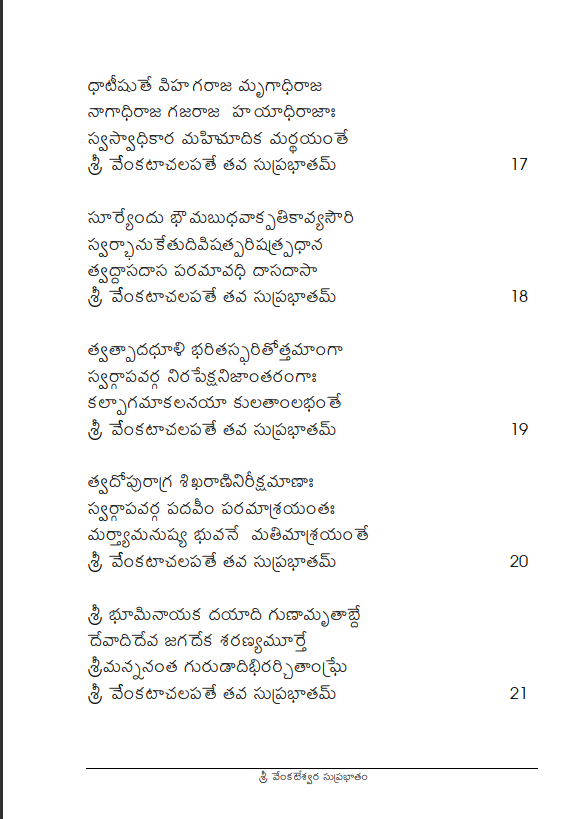 ధాటీషుతే విహగరాజ మృగాధిరాజ
నాగాధిరాజ గజరాజ హయాధిరాజాః
స్వస్వాధికార మహిమాదిక మర్థయంతే
శ్రీ వేంకటాచలపతే తవ సుప్రభాతమ్ 17
సూర్యేందు భౌమబుధవాక్పతికావ్యసౌరి
స్వర్భానుకేతుదివిషత్పరిషత్ప్రధాన
త్వద్దాసదాస పరమావధి దాసదాసా
శ్రీ వేంకటాచలపతే తవ సుప్రభాతమ్ 18
త్వత్పాదధూళి భరితస్ఫరితోత్తమాంగా
స్వర్గాపవర్గ నిరపేక్షనిజాంతరంగాః
కల్పాగమాకలనయా కులతాంలభంతే
శ్రీ వేంకటాచలపతే తవ సుప్రభాతమ్ 19
త్వదోపురాగ్ర శిఖరాణినిరీక్షమాణాః
స్వర్గాపవర్గ పదవీం పరమాశ్రయంతః
మర్త్యామనుష్య భువనే మతిమాశ్రయంతే
శ్రీ వేంకటాచలపతే తవ సుప్రభాతమ్ 20
శ్రీ భూమినాయక దయాది గుణామృతాబ్దే
దేవాదిదేవ జగదేక శరణ్యమూర్తే
శ్రీమన్ననంత గురుడాదిభిరర్చితాంఘ్రే
శ్రీ వేంకటాచలపతే తవ సుప్రభాతమ్ 21
శ్రీ వేంకటేశ్వర సుప్రభాతం